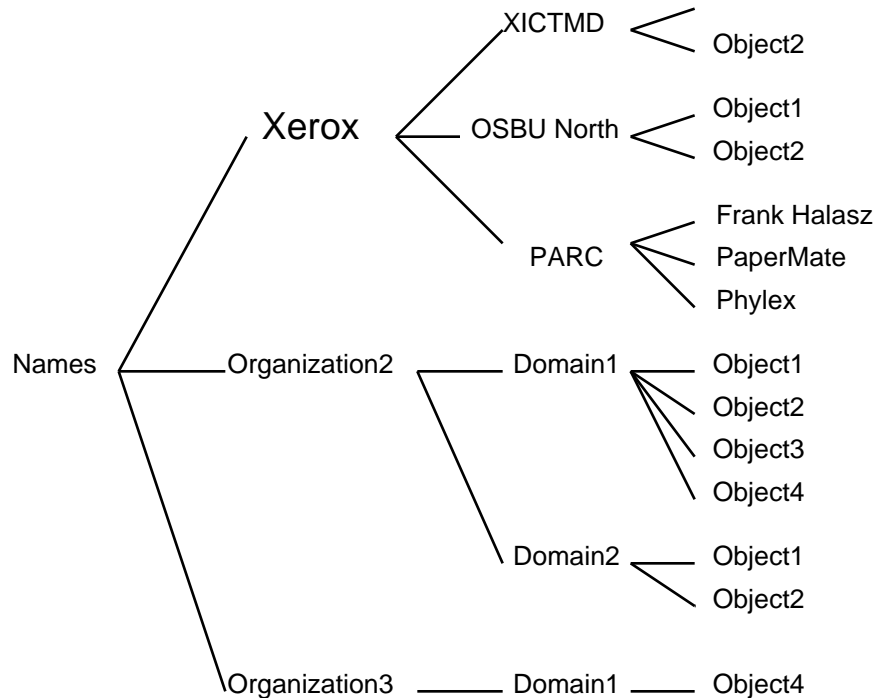 XICTMD
Object2
Xerox
OSBU North
Object1
Object2
PARC
Frank Halasz
PaperMate
Phylex
Names
Organization2
Domain1
Object1
Object2
Object3
Object4
Domain2
Object1
Object2
Organization3
Domain1
Object4